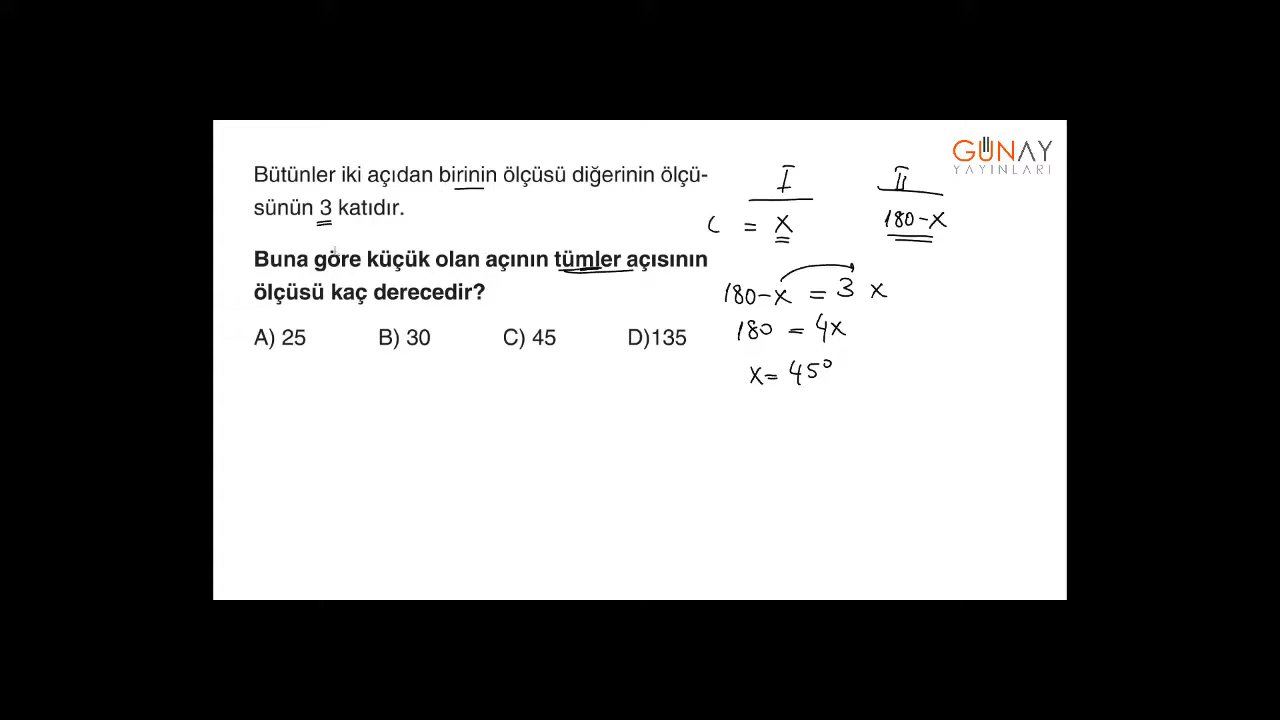 GÜNAY
YAYINLARI
Bütünler iki açıdan birinin ölçüsü diğerinin ölçü-
sünün 3 katıdır.
Buna göre küçük olan açının tümler açısının
ölçüsü kaç derecedir?
A) 25 B) 30 C) 45 D)135
I II
= x 180-x
180-x = 3 x
180 = 4x
x= 45°